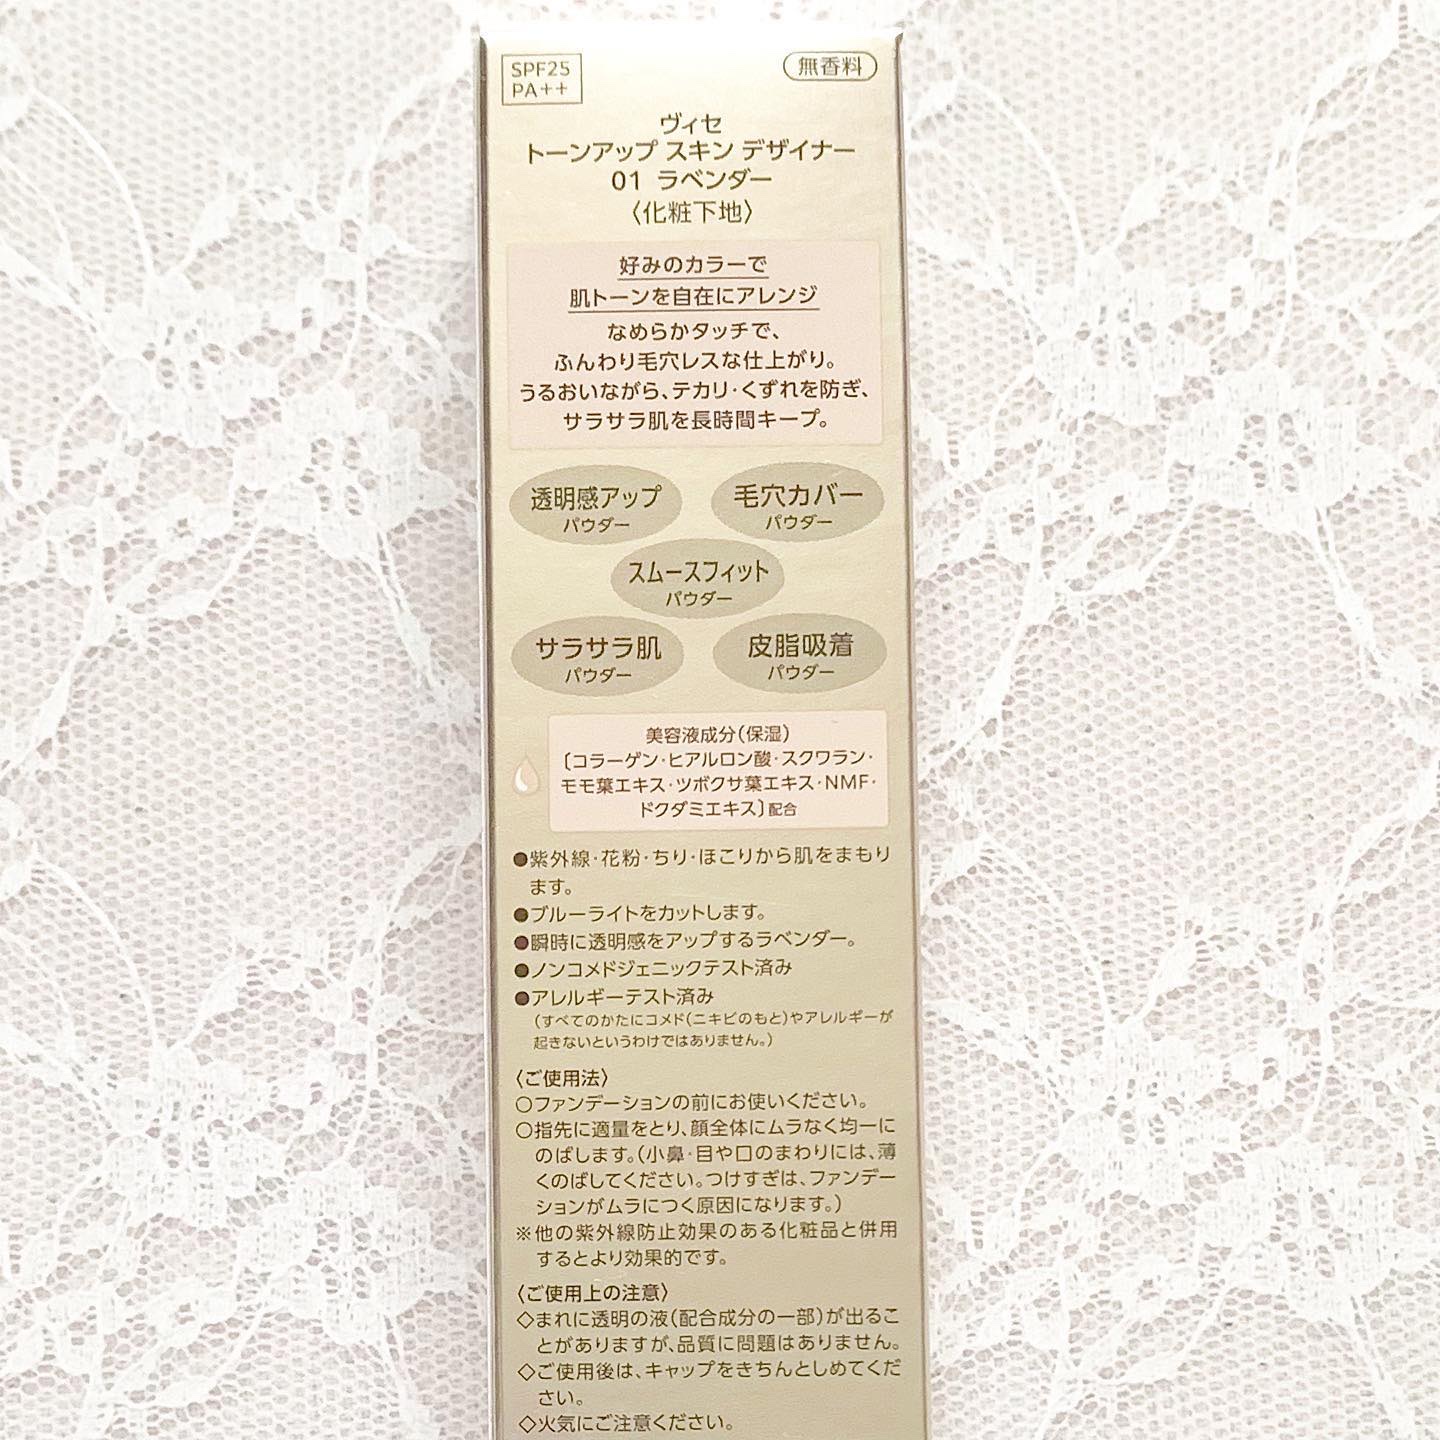 SPF25
PA++
無香料
ヴィセ
トーンアップ スキン デザイナー
01 ラベンダー
〈化粧下地〉
好みのカラーで
肌トーンを自在にアレンジ
なめらかタッチで、
ふんわり毛穴レスな仕上がり。
うるおいながら、テカリ・くずれを防ぎ、
サラサラ肌を長時間キープ。
透明感アップ
パウダー
毛穴カバー
パウダー
スムースフィット
パウダー
サラサラ肌
パウダー
皮脂吸着
パウダー
美容液成分(保湿)
〔コラーゲン・ヒアルロン酸・スクワラン・
モモ葉エキス・ツボクサ葉エキス・NMF・
ドクダミエキス〕配合
●紫外線・花粉・ちり・ほこりから肌をまもり
ます。
●ブルーライトをカットします。
●瞬時に透明感をアップするラベンダー。
●ノンコメドジェニックテスト済み
●アレルギーテスト済み
(すべてのかたにコメド(ニキビのもと)やアレルギーが
起きないというわけではありません。)
〈ご使用法〉
○ファンデーションの前にお使いください。
○指先に適量をとり、顔全体にムラなく均一に
のばします。(小鼻・目や口のまわりには、薄
くのばしてください。つけすぎは、ファンデー
ションがムラにつく原因になります。)
※他の紫外線防止効果のある化粧品と併用
するとより効果的です。
〈ご使用上の注意〉
◇まれに透明の液(配合成分の一部)が出るこ
とがありますが、品質に問題はありません。
◇ご使用後は、キャップをきちんとしめてくだ
さい。
◇火気にご注意ください。